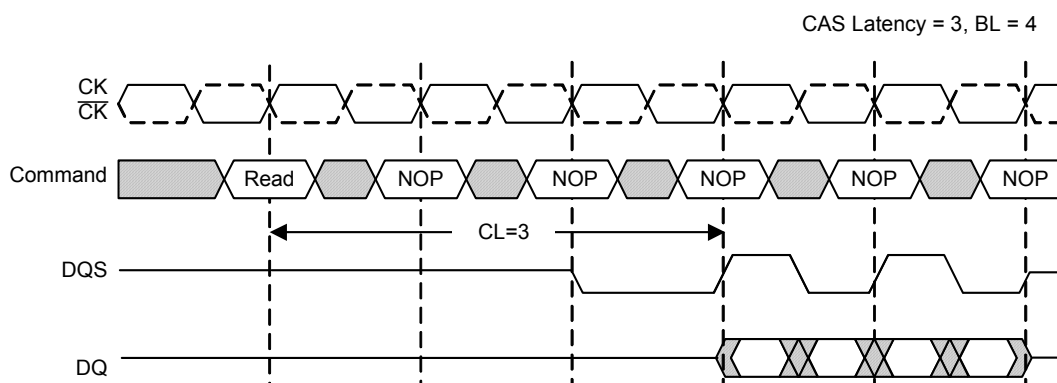 CAS Latency = 3, BL = 4
CK
CK
Command
Read
NOP
NOP
NOP
NOP
NOP
CL=3
DQS
DQ